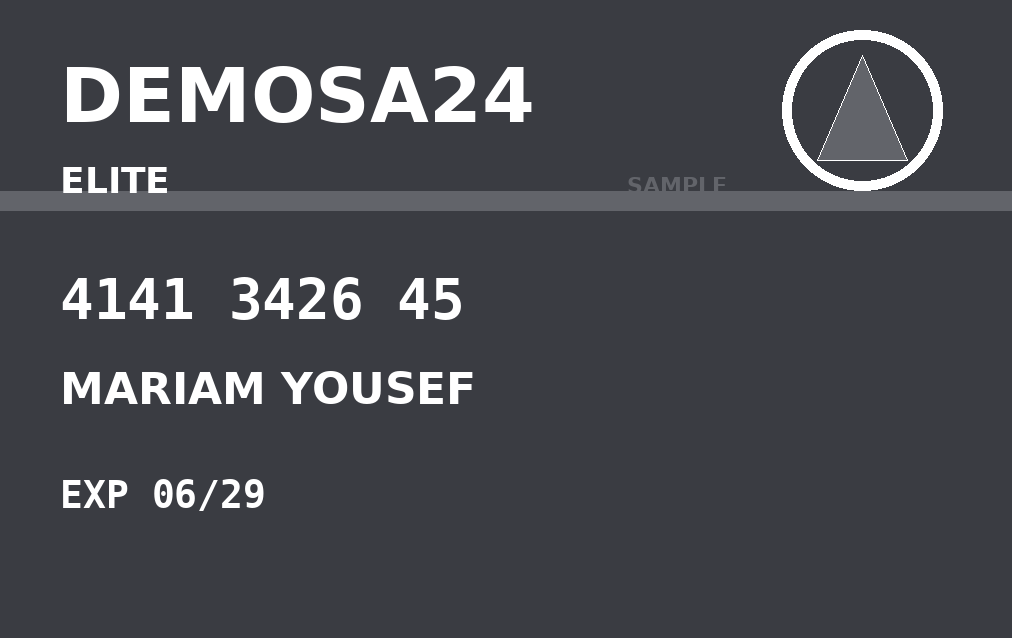 DEMOSA24
ELITE
SAMPLE
4141 3426 45
MARIAM YOUSEF
EXP 06/29